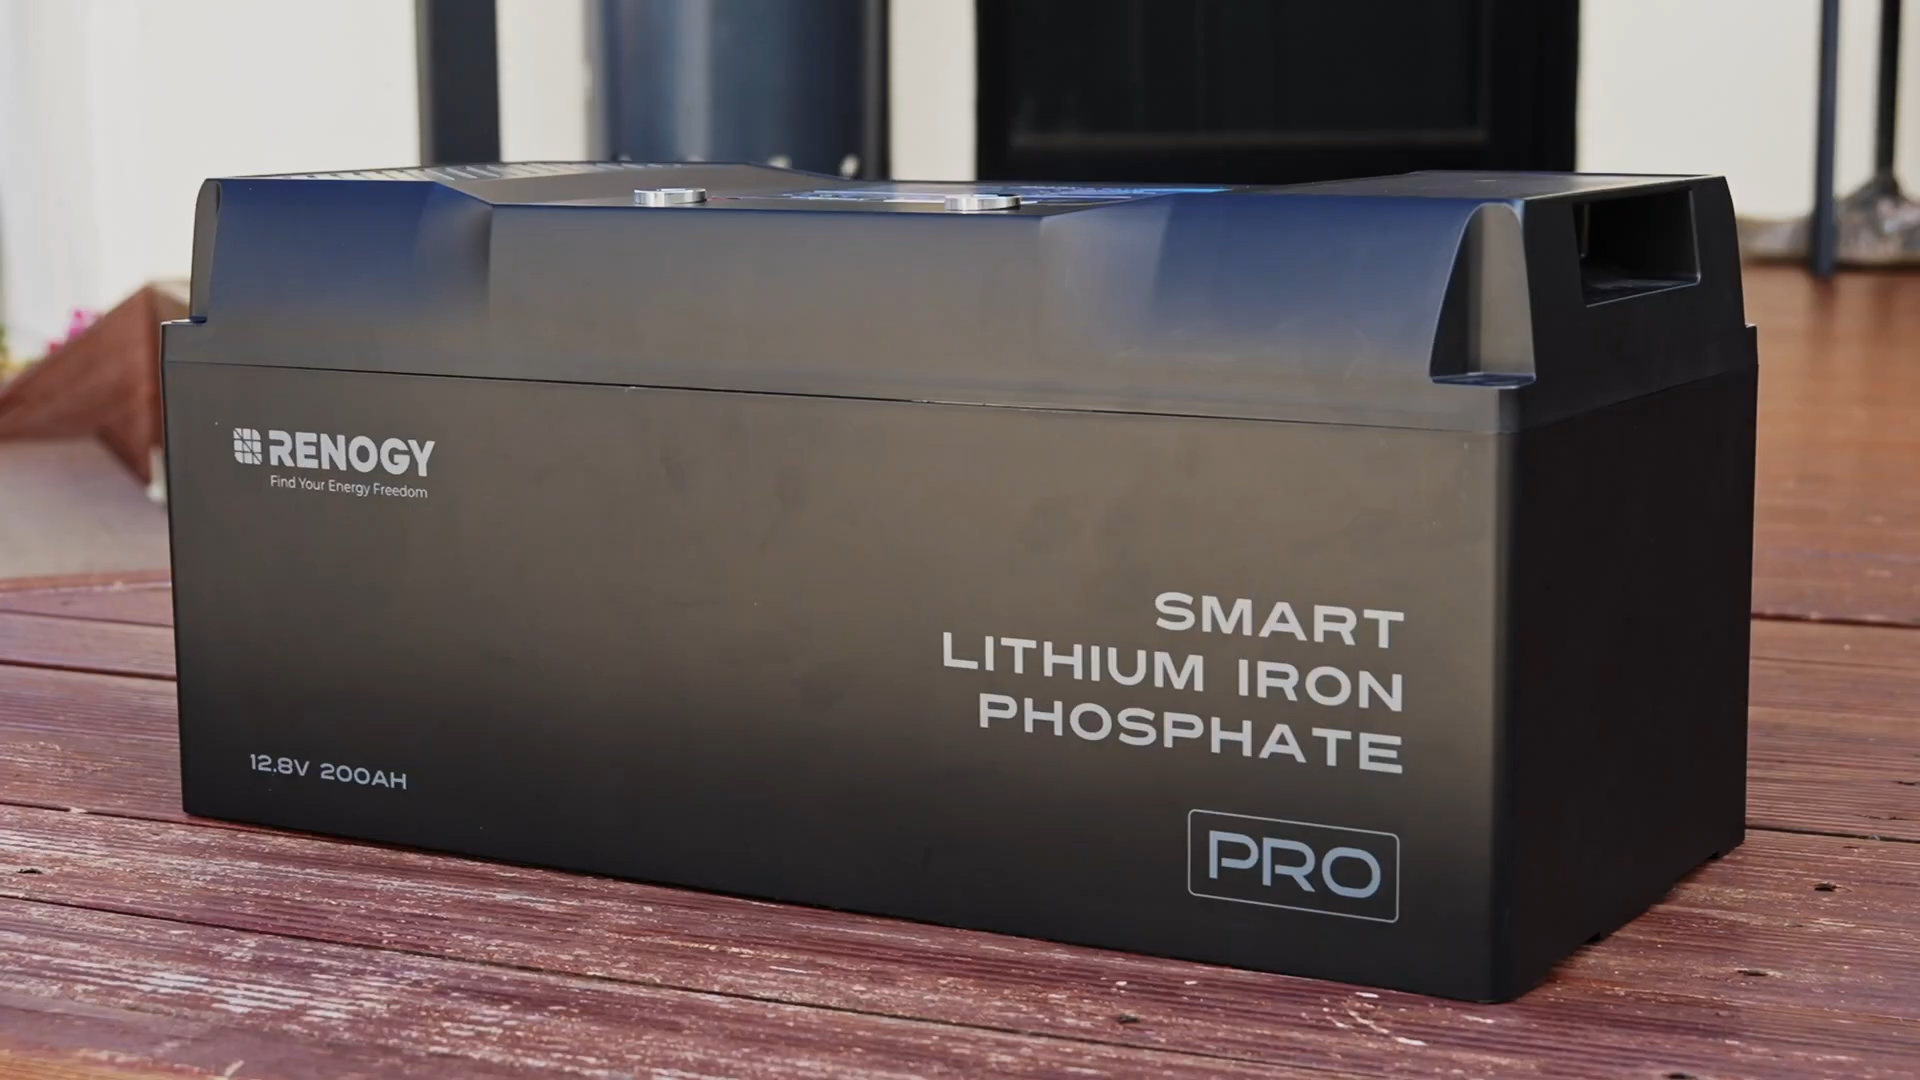 RENOGY
Find Your Energy Freedom
SMART
LITHIUM IRON
PHOSPHATE
12.8V 200AH
PRO